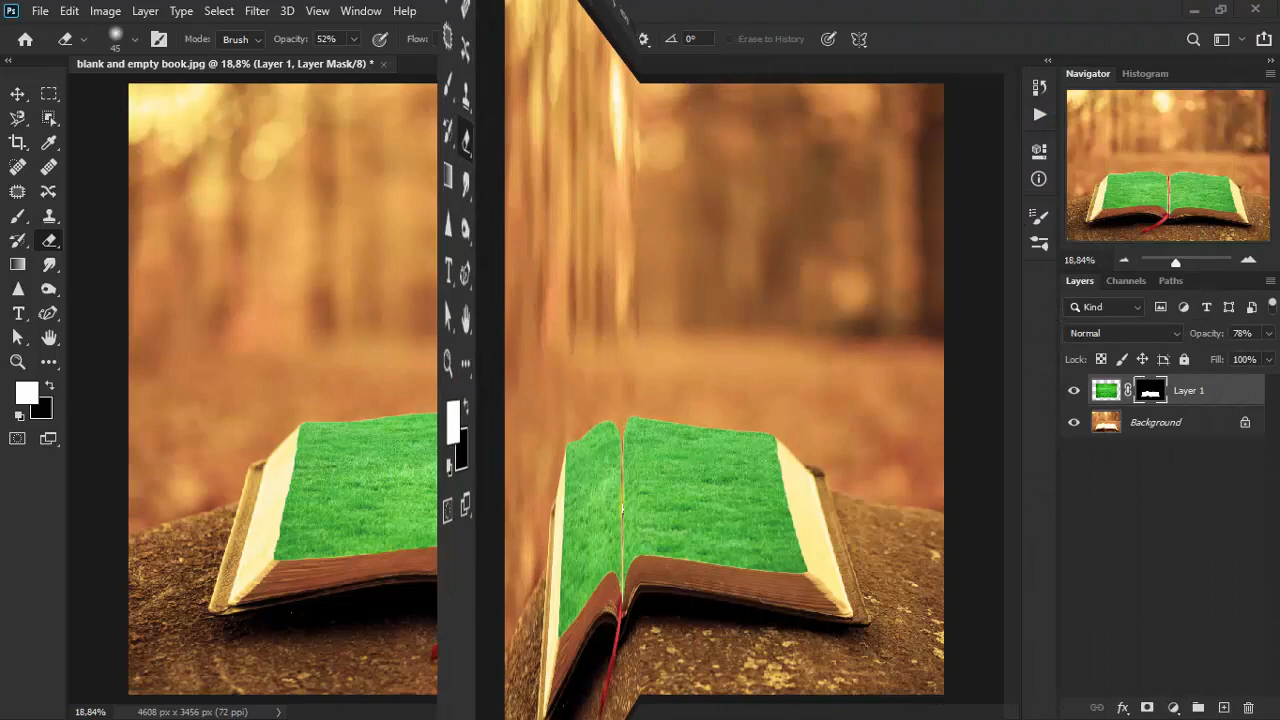 Ps File Edit Image Layer Type Select Filter 3D View Window Help
45 Mode: Brush Opacity: 52% Flow: 0° Erase to History
blank and empty book.jpg @ 18,8% (Layer 1, Layer Mask/8) * ×
Navigator Histogram
18,84%
Layers Channels Paths
Kind
Normal Opacity: 78%
Lock: Fill: 100%
Layer 1
Background
fx
18,84% 4608 px x 3456 px (72 ppi)